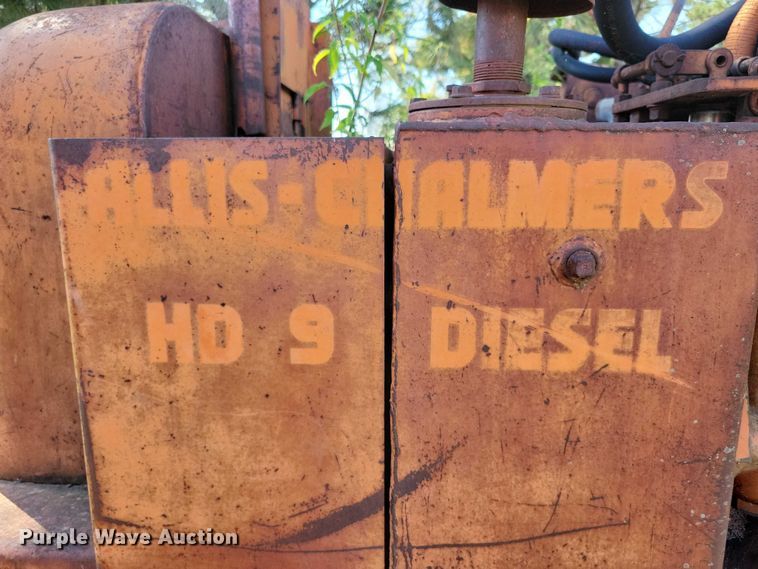 ALLIS-CHALMERS
HD 9 DIESEL
Purple Wave Auction